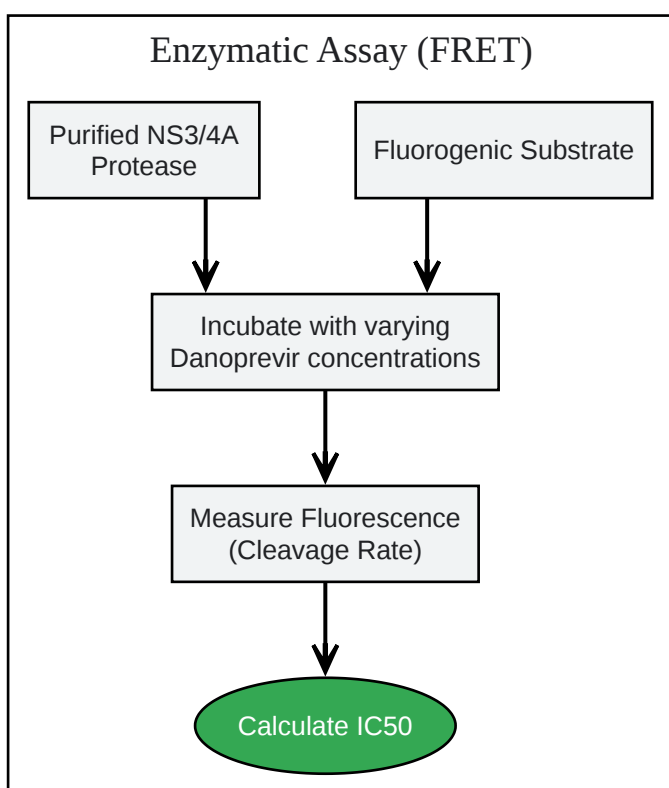 Enzymatic Assay (FRET)
Purified NS3/4A
Protease
Fluorogenic Substrate
Incubate with varying
Danoprevir concentrations
Measure Fluorescence
(Cleavage Rate)
Calculate IC50